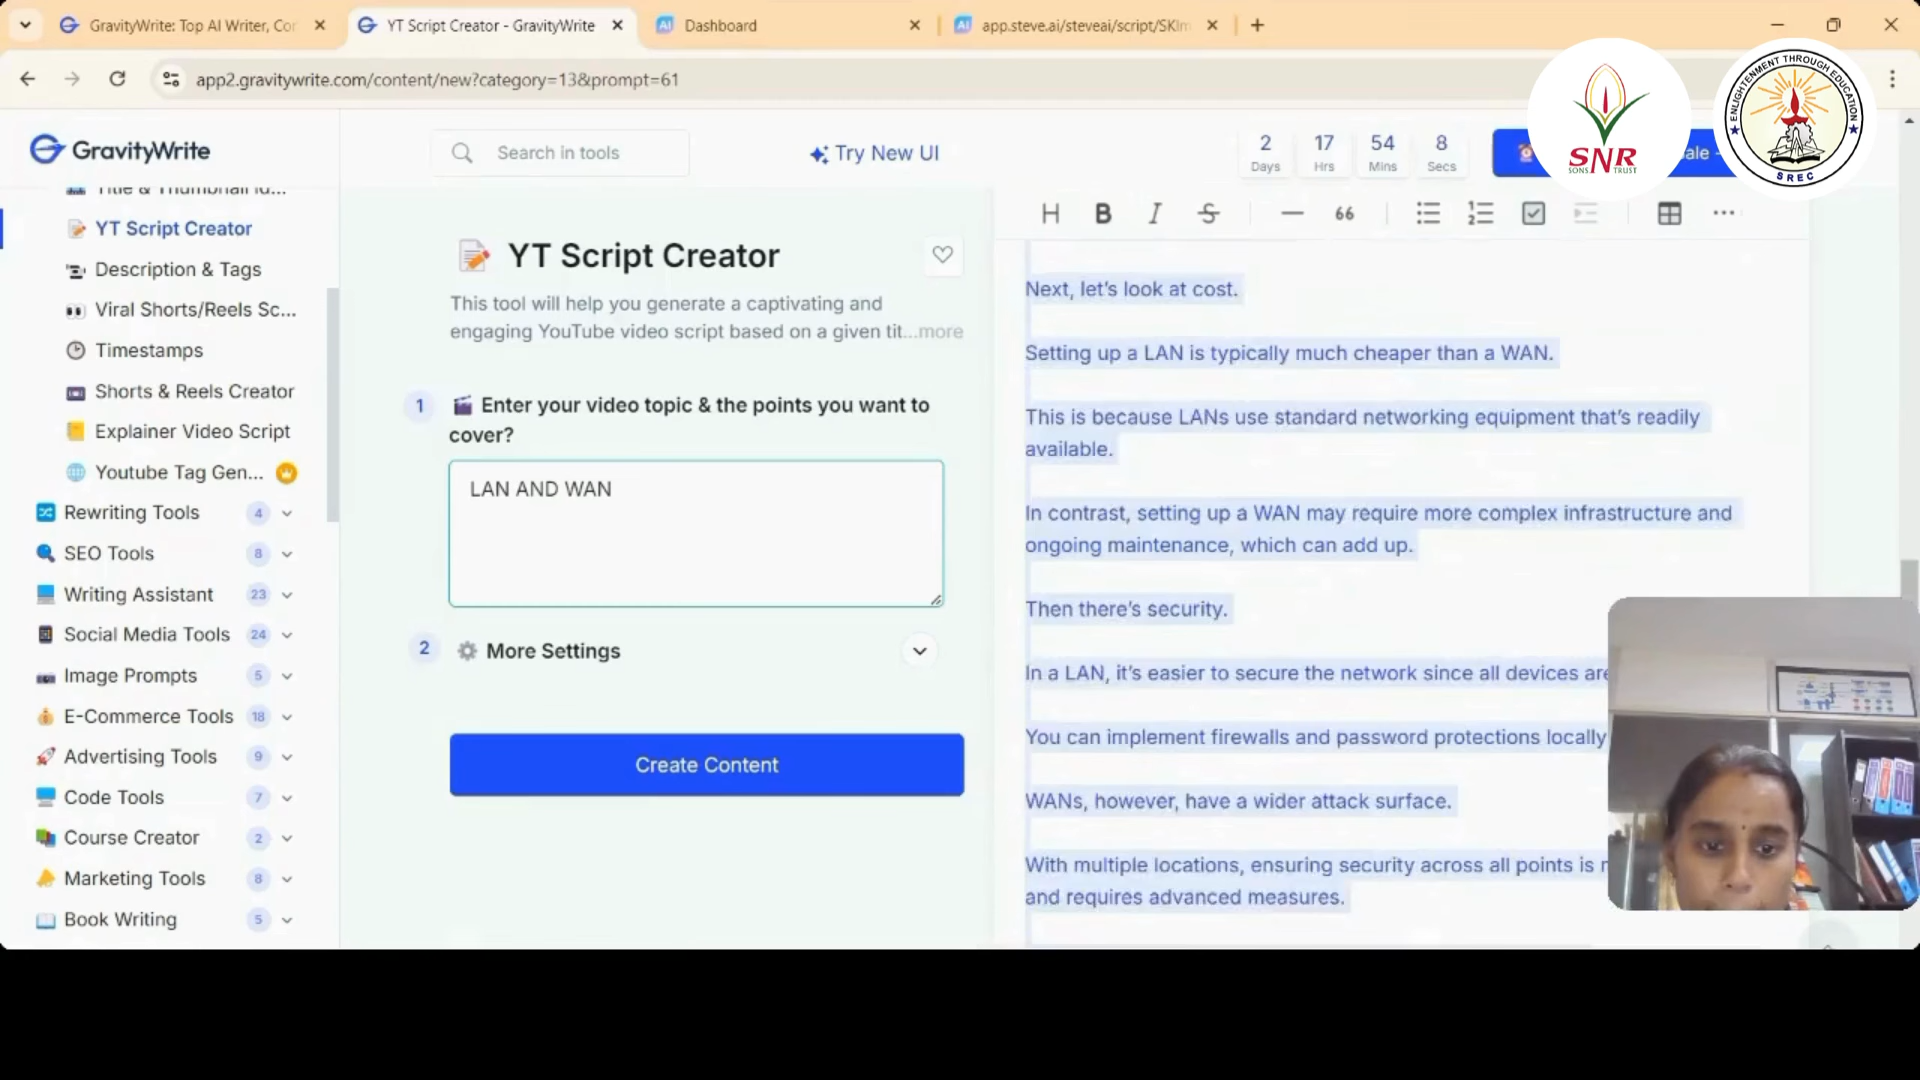 GravityWrite: Top AI Writer, Con
YT Script Creator - GravityWrite
Dashboard
app.steve.ai/steveai/script/SKIm
app2.gravitywrite.com/content/new?category=13&prompt=61
GravityWrite
Search in tools
Try New UI
2 17 54 8
Days Hrs Mins Secs
ale -
SNR
SONS TRUST
ENLIGHTENMENT THROUGH EDUCATION
SREC
Title & Thumbnail Id...
YT Script Creator
Description & Tags
Viral Shorts/Reels Sc...
Timestamps
Shorts & Reels Creator
Explainer Video Script
Youtube Tag Gen...
Rewriting Tools 4
SEO Tools 8
Writing Assistant 23
Social Media Tools 24
Image Prompts 5
E-Commerce Tools 18
Advertising Tools 9
Code Tools 7
Course Creator 2
Marketing Tools 8
Book Writing 5
YT Script Creator
This tool will help you generate a captivating and
engaging YouTube video script based on a given tit...more
1 Enter your video topic & the points you want to
cover?
LAN AND WAN
2 More Settings
Create Content
H B I S 66
Next, let’s look at cost.
Setting up a LAN is typically much cheaper than a WAN.
This is because LANs use standard networking equipment that’s readily
available.
In contrast, setting up a WAN may require more complex infrastructure and
ongoing maintenance, which can add up.
Then there’s security.
In a LAN, it’s easier to secure the network since all devices are
You can implement firewalls and password protections locally
WANs, however, have a wider attack surface.
With multiple locations, ensuring security across all points is
and requires advanced measures.